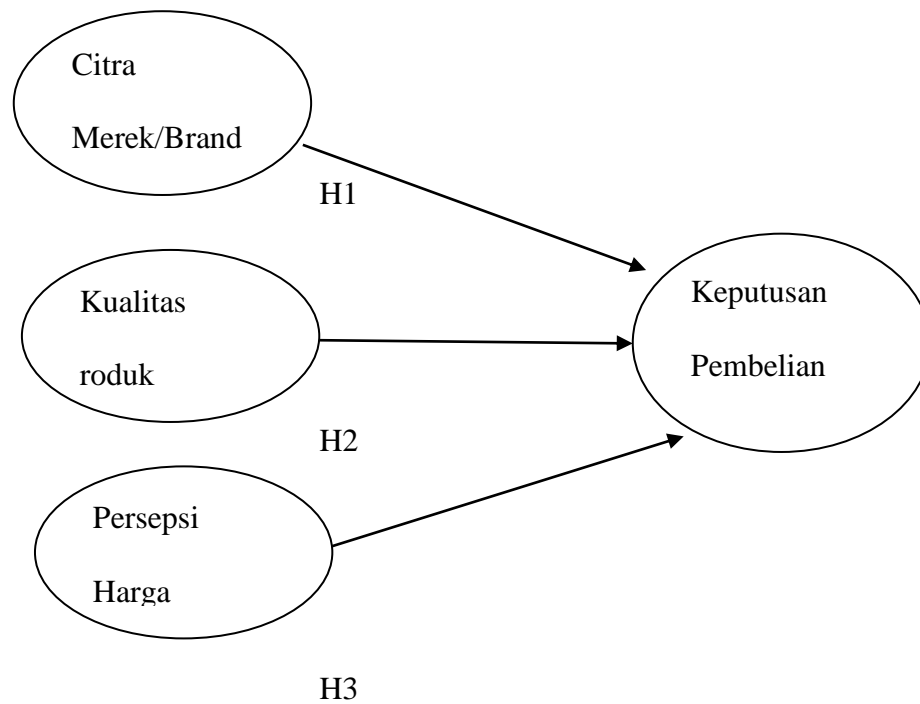 Citra
Merek/Brand
H1
Kualitas
roduk
H2
Persepsi
Harga
H3
Keputusan
Pembelian